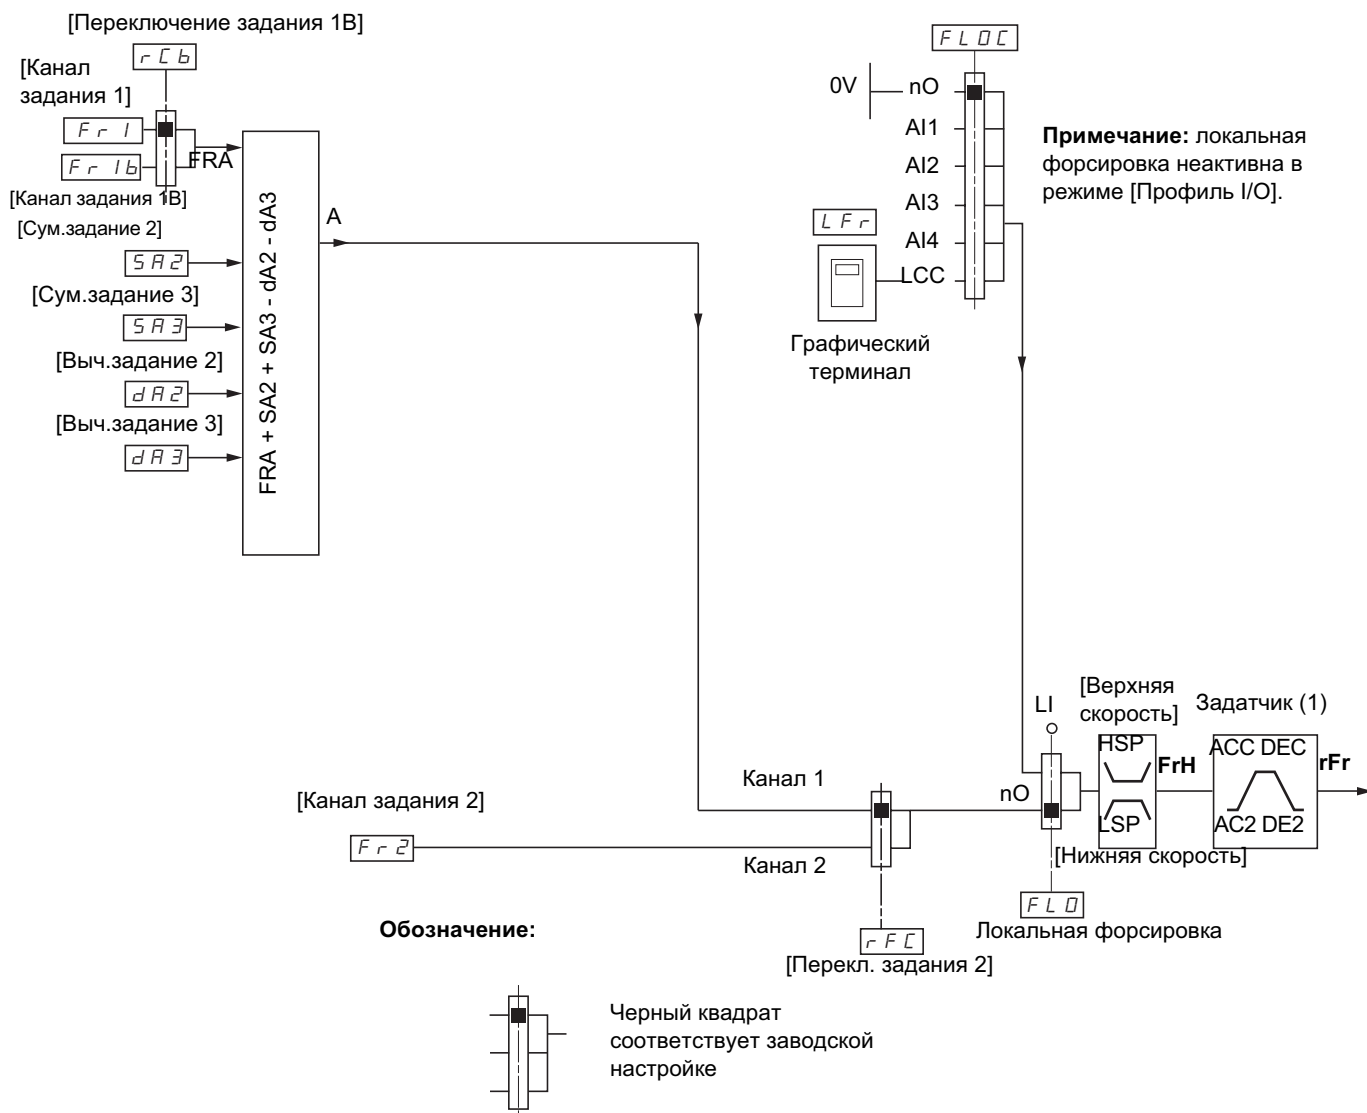 [Переключение задания 1B]
rCb
[Канал
задания 1]
Fr1
Fr1b
FRA
[Канал задания 1B]
[Сум.задание 2]
SA2
[Сум.задание 3]
SA3
[Выч.задание 2]
dA2
[Выч.задание 3]
dA3
FRA + SA2 + SA3 - dA2 - dA3
A
FLOC
0V
nO
AI1
AI2
AI3
AI4
LCC
LFr
Графический
терминал
Примечание: локальная
форсировка неактивна в
режиме [Профиль I/O].
[Канал задания 2]
Fr2
Канал 1
Канал 2
rFC
[Перекл. задания 2]
LI
nO
FLO
Локальная форсировка
[Верхняя
скорость]
HSP
LSP
[Нижняя скорость]
FrH
Задатчик (1)
ACC DEC
AC2 DE2
rFr
Обозначение:
Черный квадрат
соответствует заводской
настройке